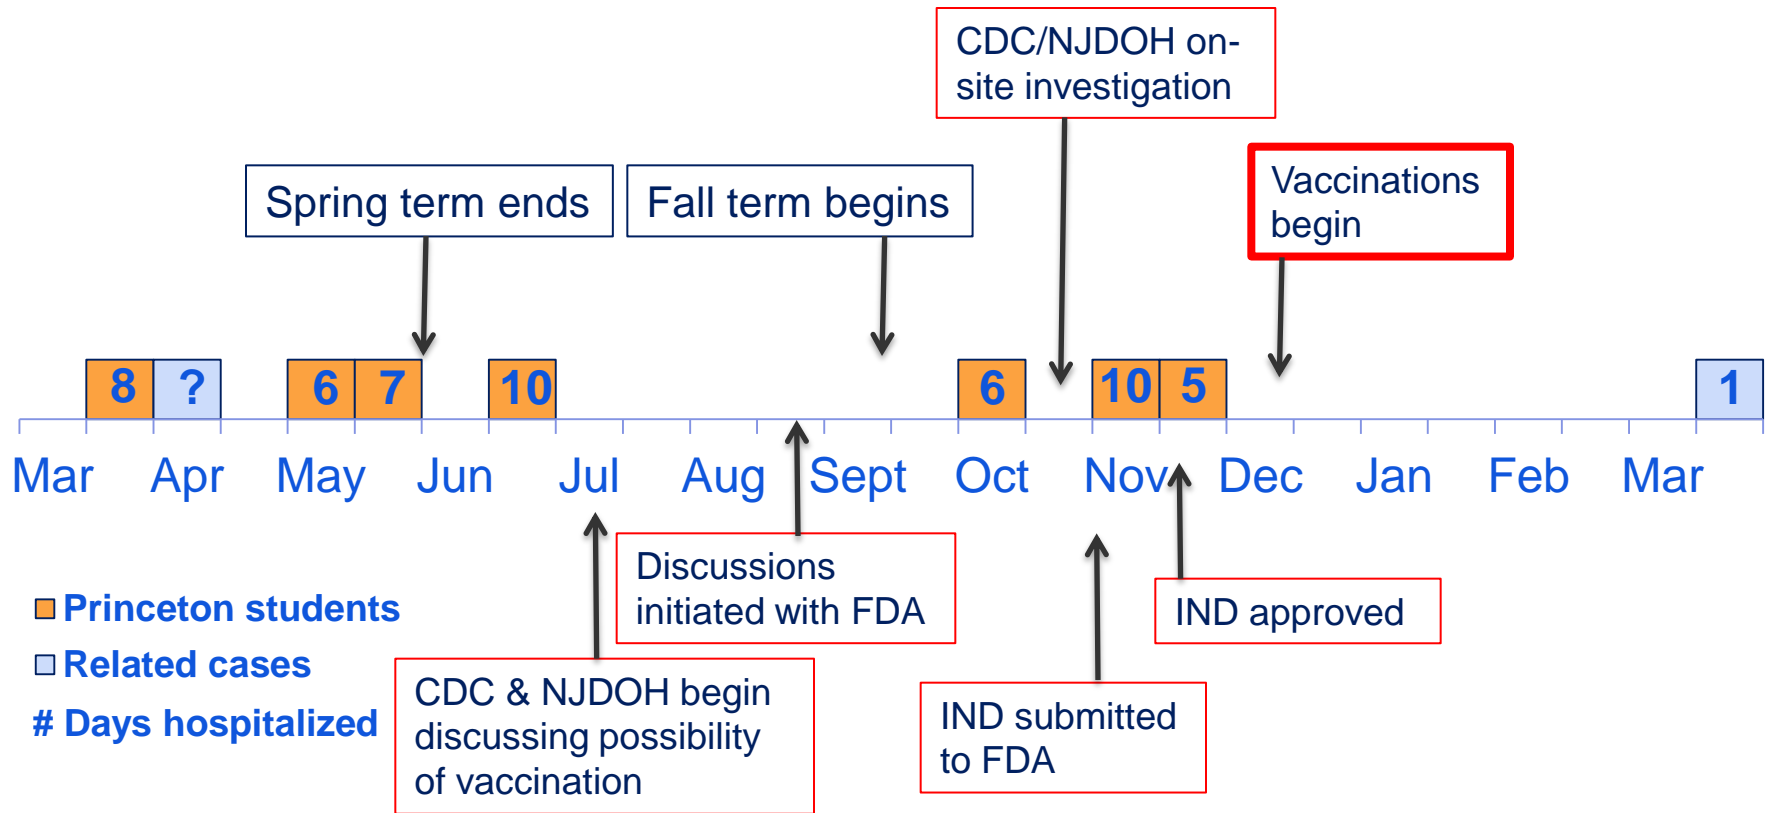 CDC/NJDOH on-
site investigation
Spring term ends
Fall term begins
Vaccinations
begin
8
?
6
7
10
6
10
5
1
Mar
Apr
May
Jun
Jul
Aug
Sept
Oct
Nov
Dec
Jan
Feb
Mar
Discussions
initiated with FDA
IND approved
Princeton students
Related cases
# Days hospitalized
CDC & NJDOH begin
discussing possibility
of vaccination
IND submitted
to FDA